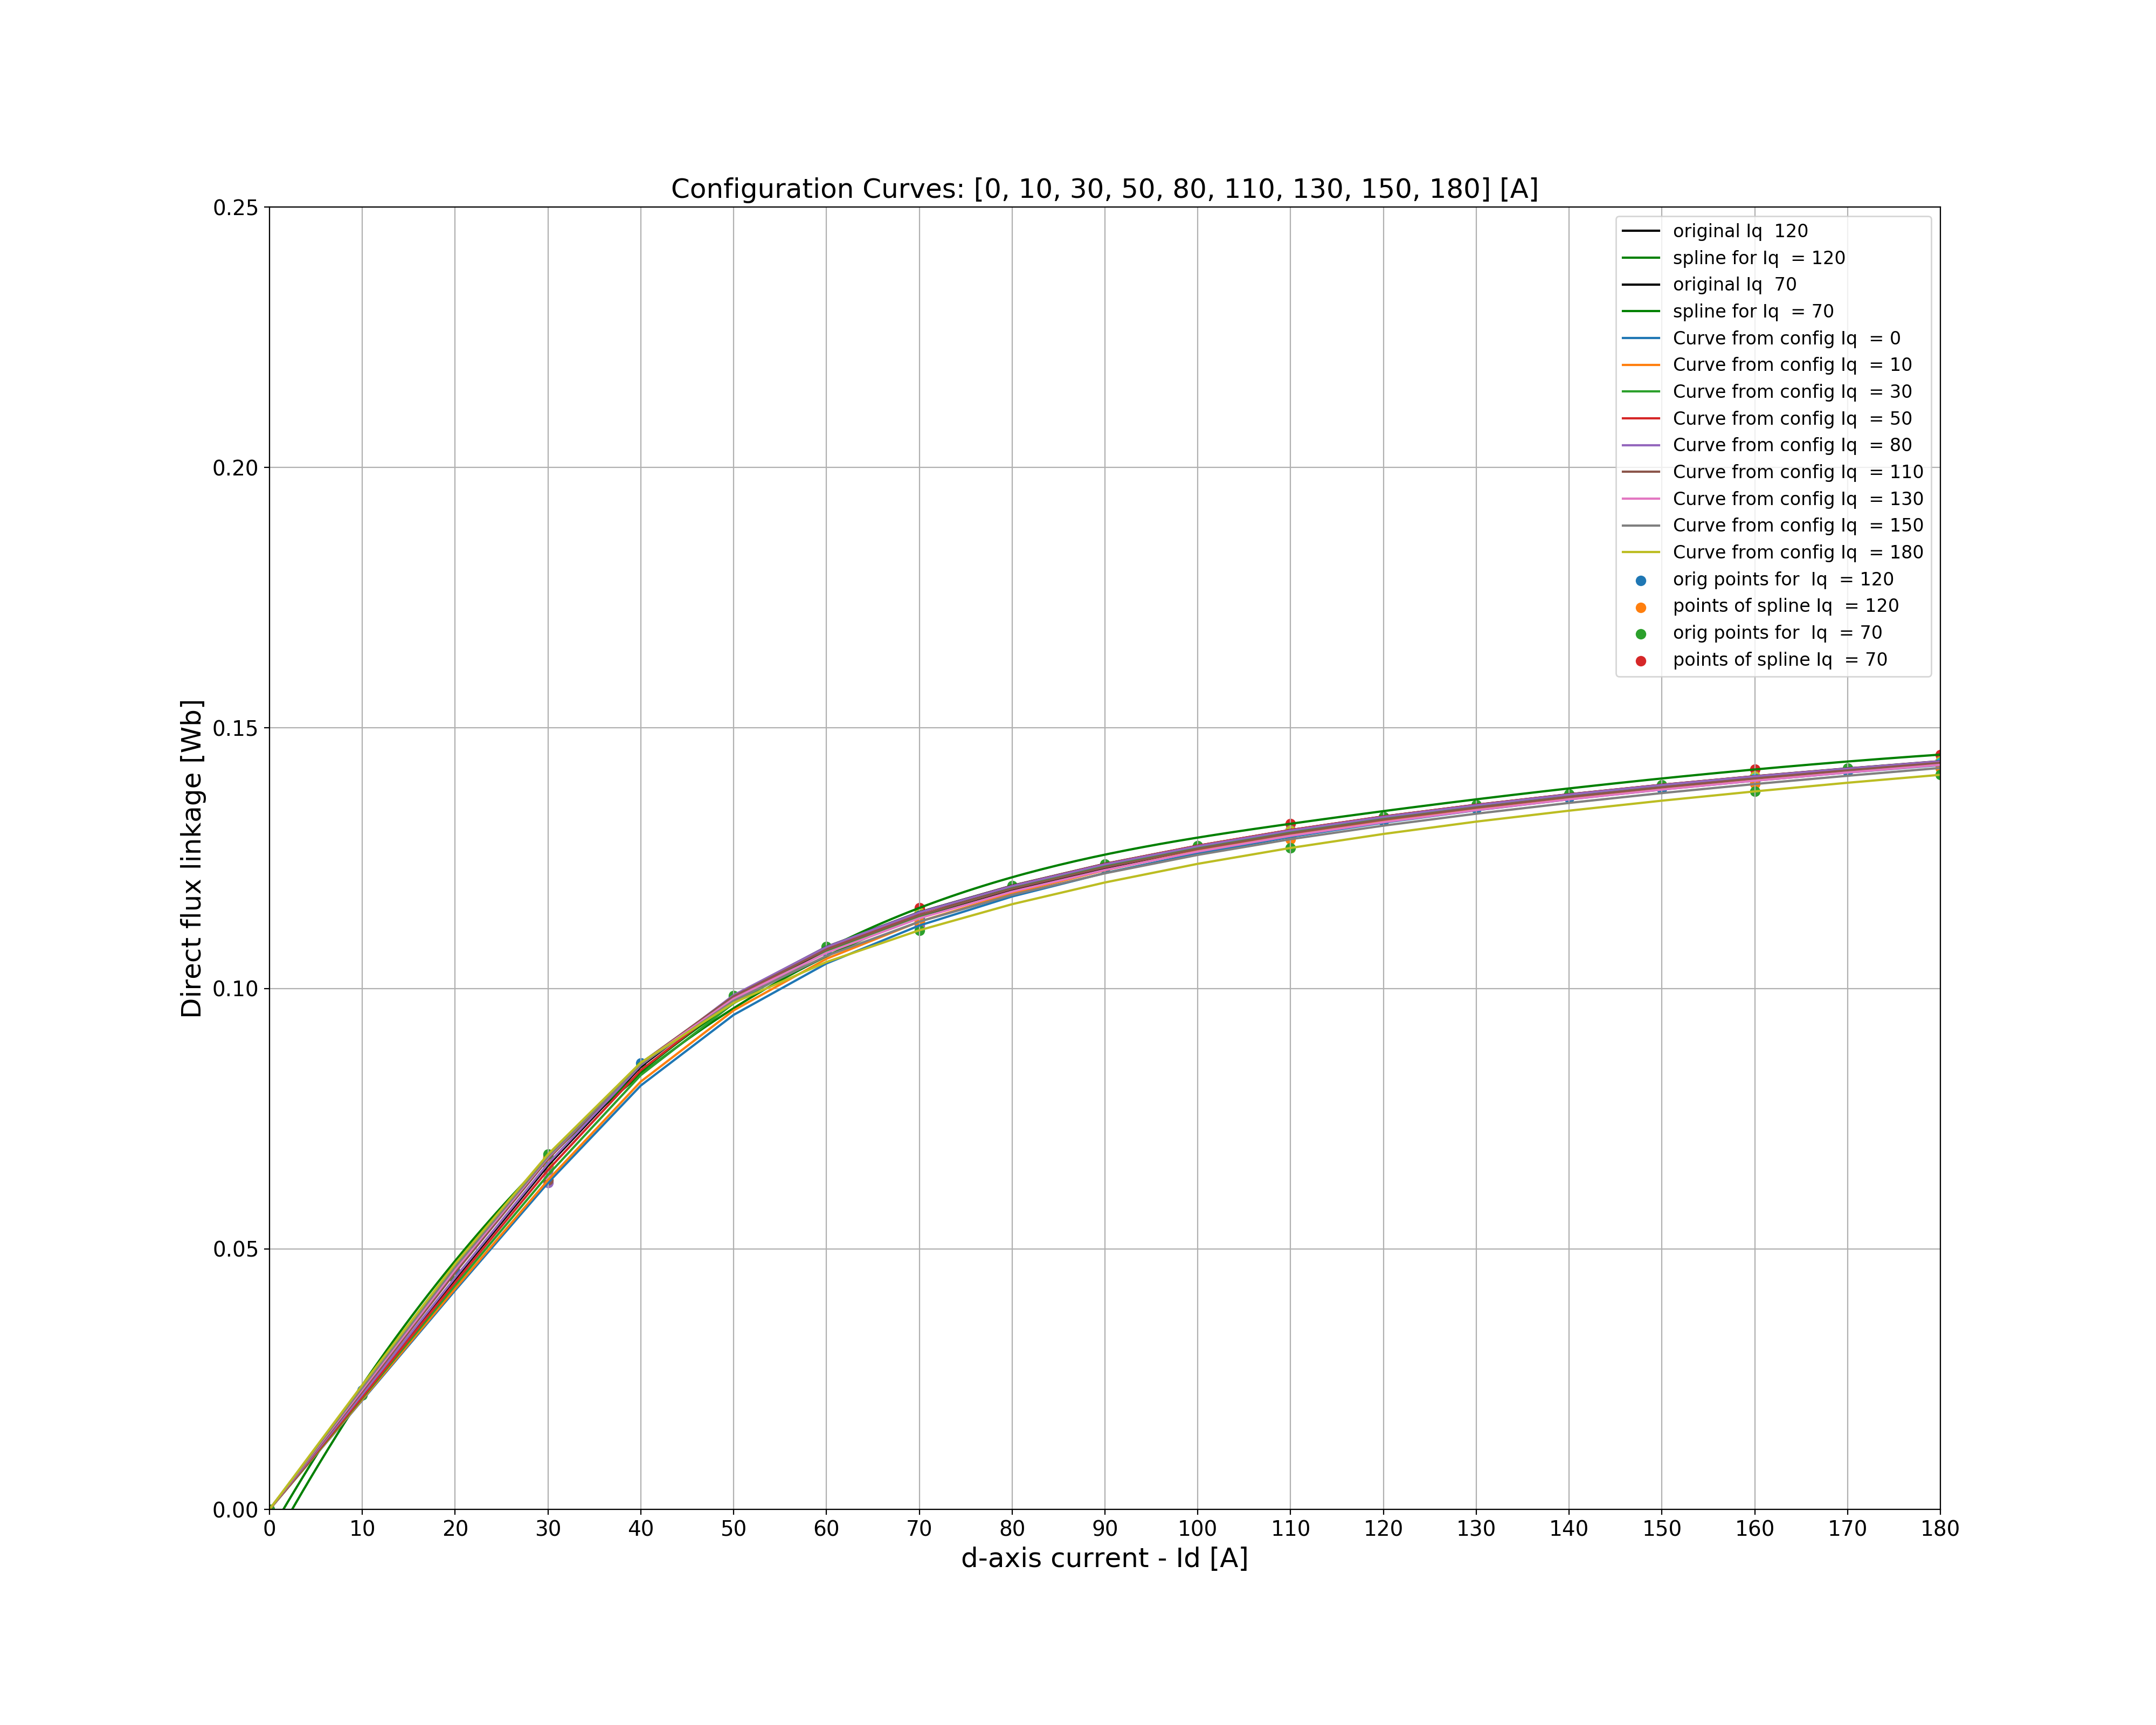 Configuration Curves: [0, 10, 30, 50, 80, 110, 130, 150, 180] [A]
0.25
0.20
0.15
0.10
0.05
0.00
Direct flux linkage [Wb]
original Iq  120
spline for Iq  = 120
original Iq  70
spline for Iq  = 70
Curve from config Iq  = 0
Curve from config Iq  = 10
Curve from config Iq  = 30
Curve from config Iq  = 50
Curve from config Iq  = 80
Curve from config Iq  = 110
Curve from config Iq  = 130
Curve from config Iq  = 150
Curve from config Iq  = 180
orig points for  Iq  = 120
points of spline Iq  = 120
orig points for  Iq  = 70
points of spline Iq  = 70
0 10 20 30 40 50 60 70 80 90 100 110 120 130 140 150 160 170 180
d-axis current - Id [A]